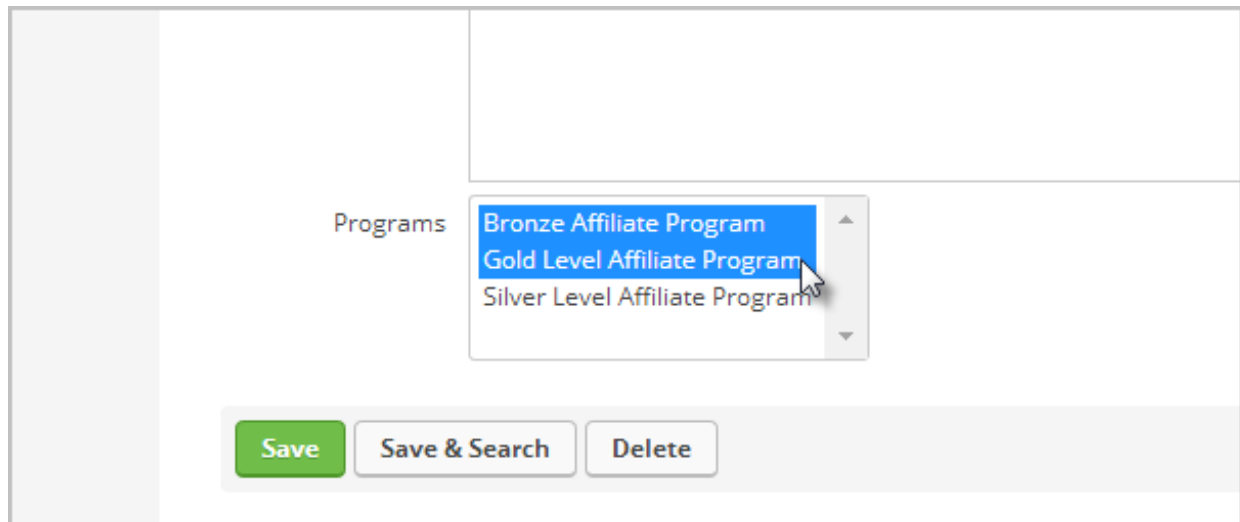 Programs
Bronze Affiliate Program
Gold Level Affiliate Program
Silver Level Affiliate Program
Save Save & Search Delete